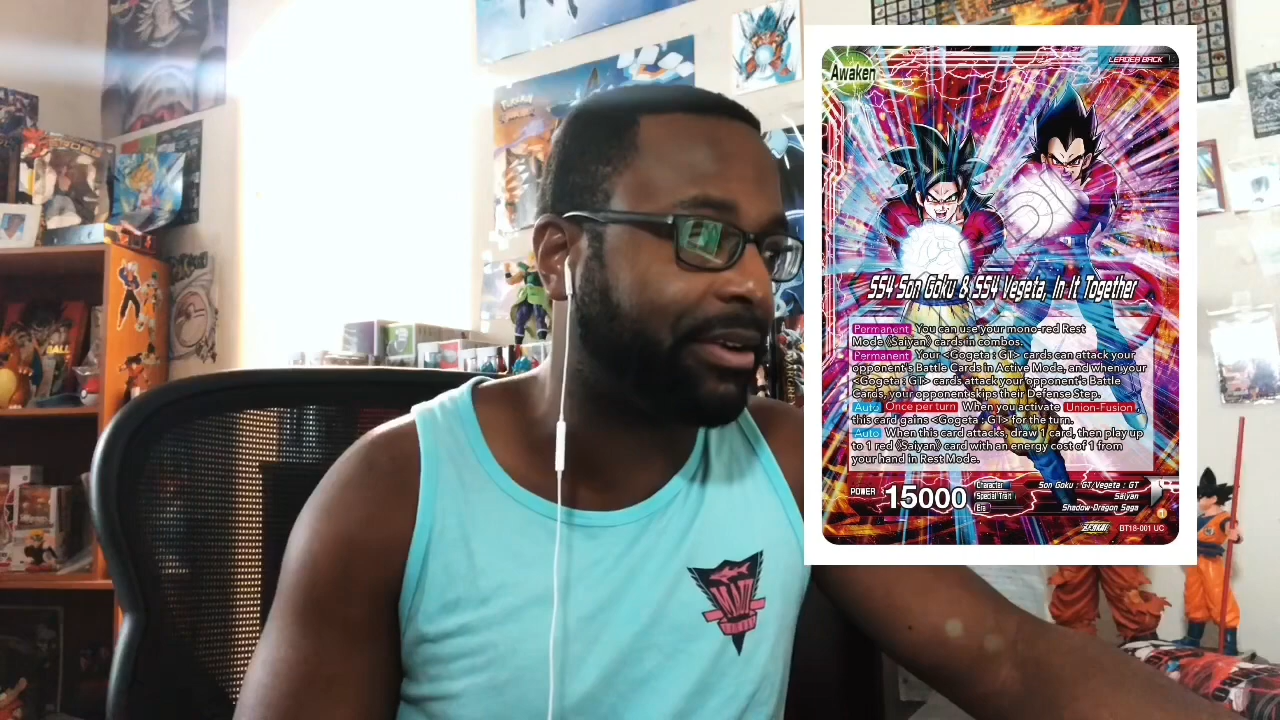 Awaken
LEADER BACK
SS4 Son Goku & SS4 Vegeta, In It Together
Permanent You can use your mono-red Rest
Mode 《Saiyan》 cards in combos.
Permanent Your <Gogeta : GT> cards can attack your
opponent's Battle Cards in Active Mode, and when your
<Gogeta : GT> cards attack your opponent's Battle
Cards, your opponent skips their Defense Step.
Auto Once per turn When you activate Union-Fusion,
this card gains <Gogeta : GT> for the turn.
Auto When this card attacks, draw 1 card, then play up
to 1 red 《Saiyan》 card with an energy cost of 1 from
your hand in Rest Mode.
POWER 15000
Character Son Goku : GT/Vegeta : GT
Special Trait Saiyan
Era Shadow Dragon Saga
BT18-001 UC
POKÉMON
BALL